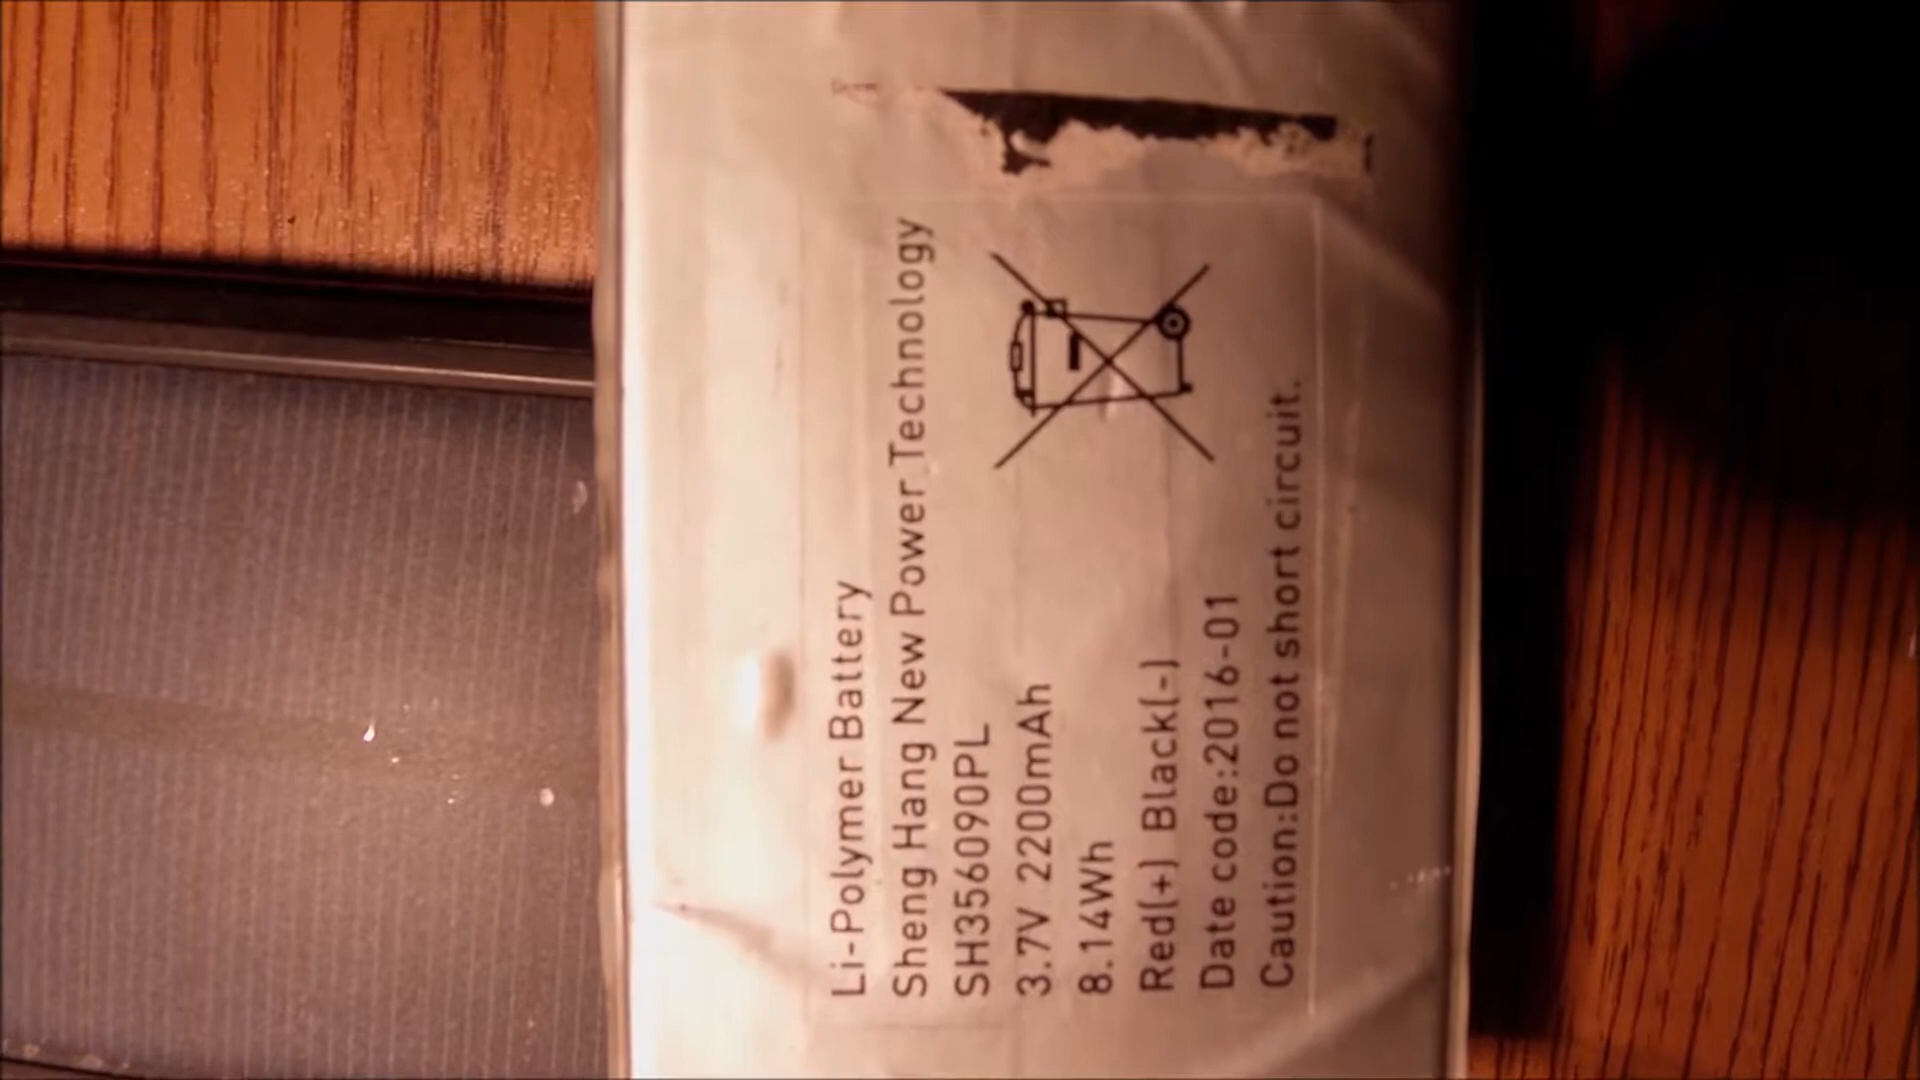 Li-Polymer Battery
Sheng Hang New Power Technology
SH356090PL
3.7V 2200mAh
8.14Wh
Red(+) Black(-)
Date code:2016-01
Caution:Do not short circuit.